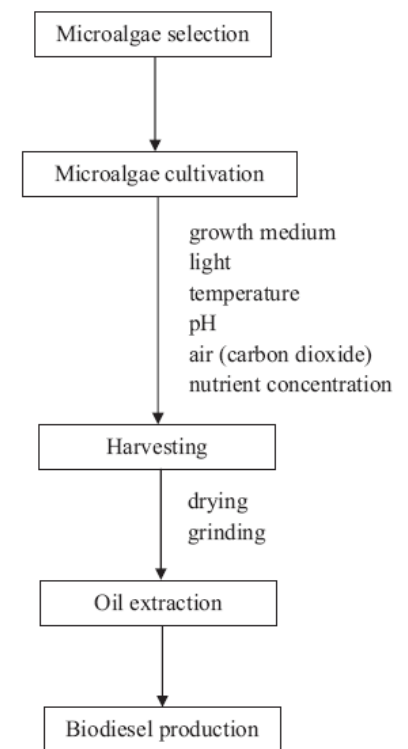 Microalgae selection
Microalgae cultivation
growth medium
light
temperature
pH
air (carbon dioxide)
nutrient concentration
Harvesting
drying
grinding
Oil extraction
Biodiesel production